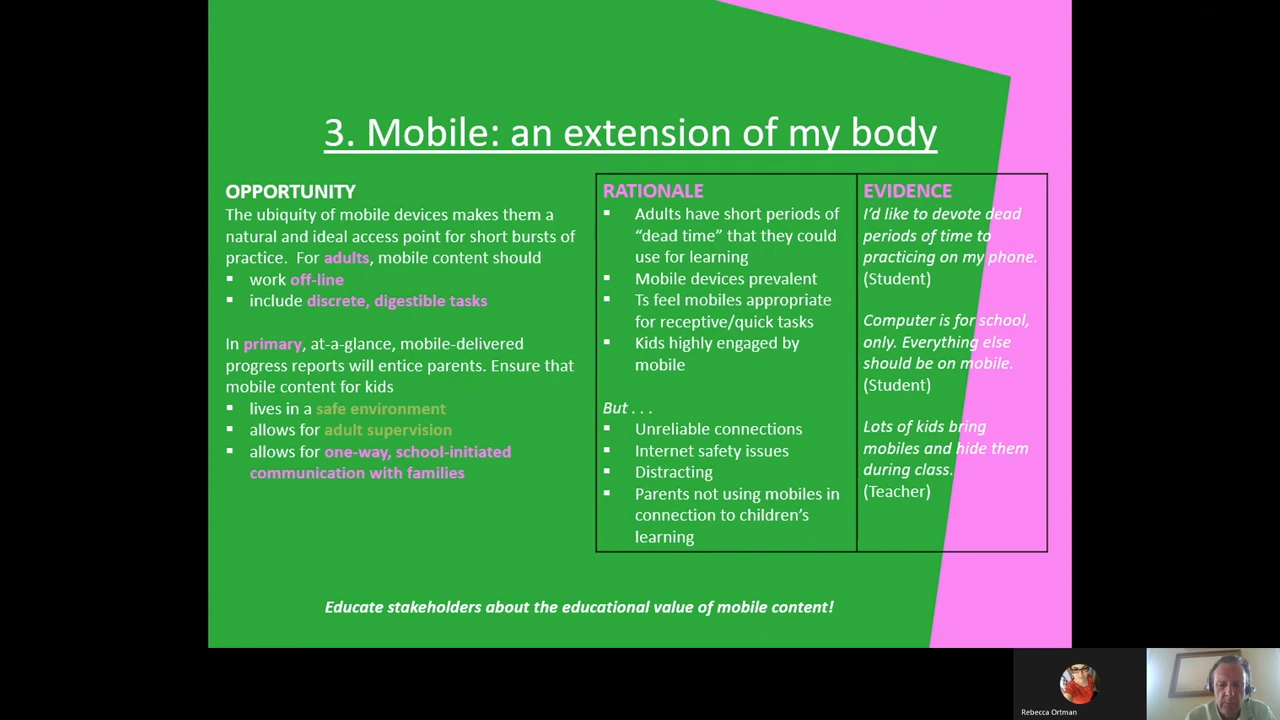 3. Mobile: an extension of my body
OPPORTUNITY
The ubiquity of mobile devices makes them a
natural and ideal access point for short bursts of
practice.  For adults, mobile content should
▪ work off-line
▪ include discrete, digestible tasks
In primary, at-a-glance, mobile-delivered
progress reports will entice parents. Ensure that
mobile content for kids
▪ lives in a safe environment
▪ allows for adult supervision
▪ allows for one-way, school-initiated
communication with families
RATIONALE
▪ Adults have short periods of
“dead time” that they could
use for learning
▪ Mobile devices prevalent
▪ Ts feel mobiles appropriate
for receptive/quick tasks
▪ Kids highly engaged by
mobile
But . . .
▪ Unreliable connections
▪ Internet safety issues
▪ Distracting
▪ Parents not using mobiles in
connection to children’s
learning
EVIDENCE
I’d like to devote dead
periods of time to
practicing on my phone.
(Student)
Computer is for school,
only. Everything else
should be on mobile.
(Student)
Lots of kids bring
mobiles and hide them
during class.
(Teacher)
Educate stakeholders about the educational value of mobile content!
Rebecca Ortman